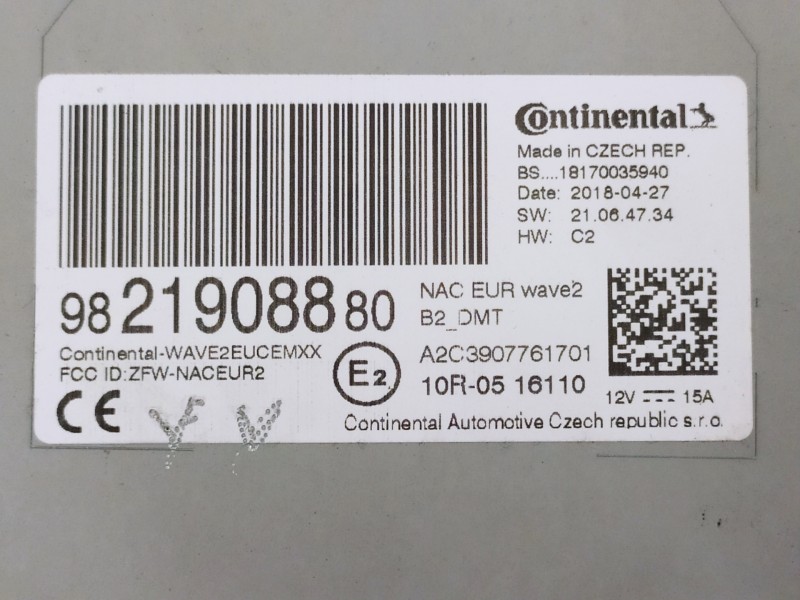 Continental
Made in CZECH REP.
BS....18170035940
Date: 2018-04-27
SW: 21.06.47.34
HW: C2
98 219088 80
NAC EUR wave2
B2_DMT
Continental-WAVE2EUCEMXX
FCC ID:ZFW-NACEUR2
A2C3907761701
E2
10R-05 16110
12V 15A
CE
Continental Automotive Czech republic s.r.o.